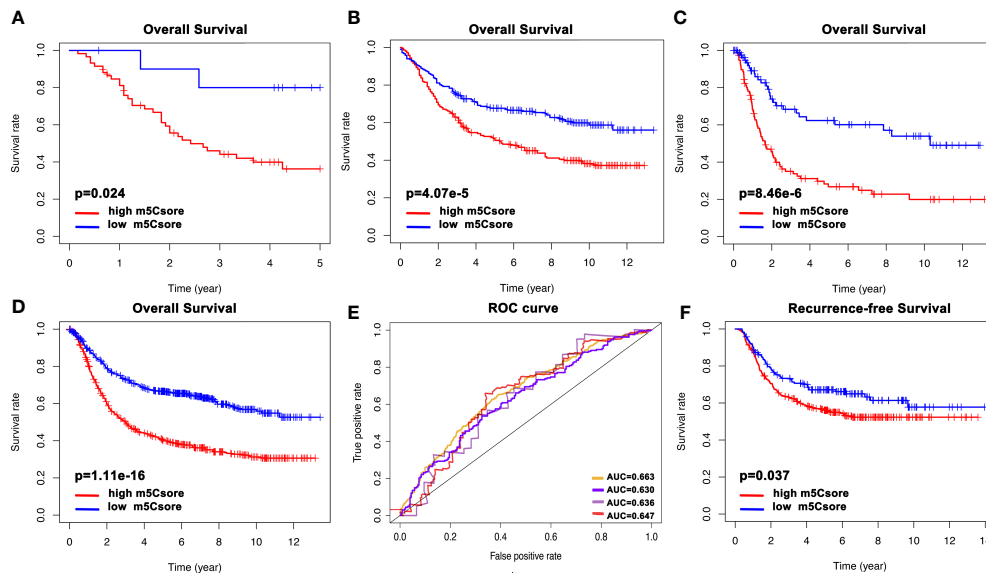 A
Overall Survival
Survival rate
1.0
0.8
0.6
0.4
0.2
0.0
p=0.024
high m5Csore
low m5Csore
0 1 2 3 4 5
Time (year)
B
Overall Survival
Survival rate
1.0
0.8
0.6
0.4
0.2
0.0
p=4.07e-5
high m5Csore
low m5Csore
0 2 4 6 8 10 12
Time (year)
C
Overall Survival
Survival rate
1.0
0.8
0.6
0.4
0.2
0.0
p=8.46e-6
high m5Csore
low m5Csore
0 2 4 6 8 10 12
Time (year)
D
Overall Survival
Survival rate
1.0
0.8
0.6
0.4
0.2
0.0
p=1.11e-16
high m5Csore
low m5Csore
0 2 4 6 8 10 12
Time (year)
E
ROC curve
True positive rate
1.0
0.8
0.6
0.4
0.2
0.0
AUC=0.663
AUC=0.630
AUC=0.636
AUC=0.647
0.0 0.2 0.4 0.6 0.8 1.0
False positive rate
F
Recurrence-free Survival
Survival rate
1.0
0.8
0.6
0.4
0.2
0.0
p=0.037
high m5Csore
low m5Csore
0 2 4 6 8 10 12 14
Time (year)